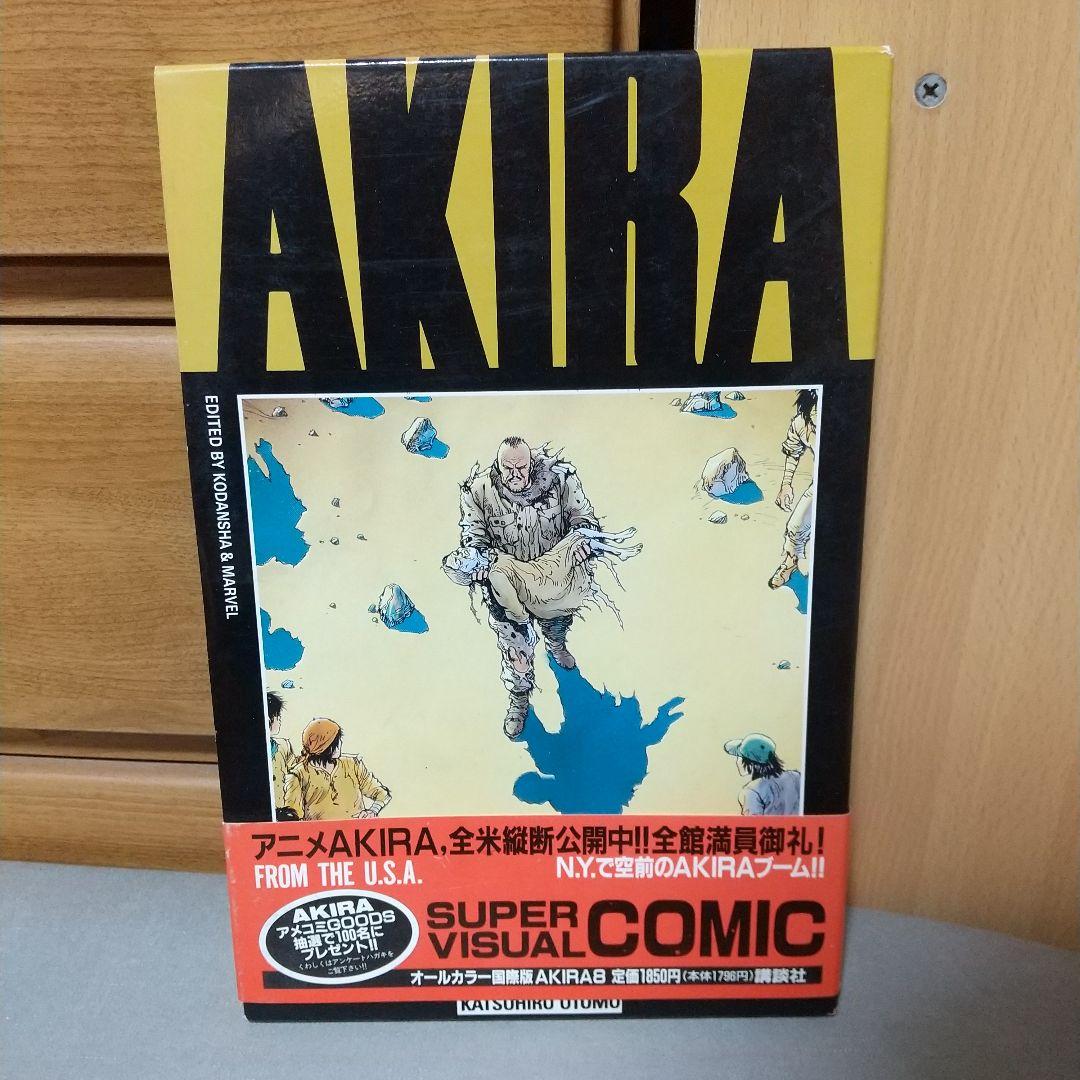 AKIRA
EDITED BY KODANSHA & MARVEL
アニメAKIRA,全米縦断公開中!!全館満員御礼!
FROM THE U.S.A.
N.Y.で空前のAKIRAブーム!!
AKIRA
アメコミGOODS
抽選で100名に
プレゼント!!
くわしくはアンケートハガキを
ご覧下さい!!
SUPER
VISUAL
COMIC
オールカラー国際版AKIRA8 定価1850円(本体1796円)講談社
KATSUHIRO OTOMO